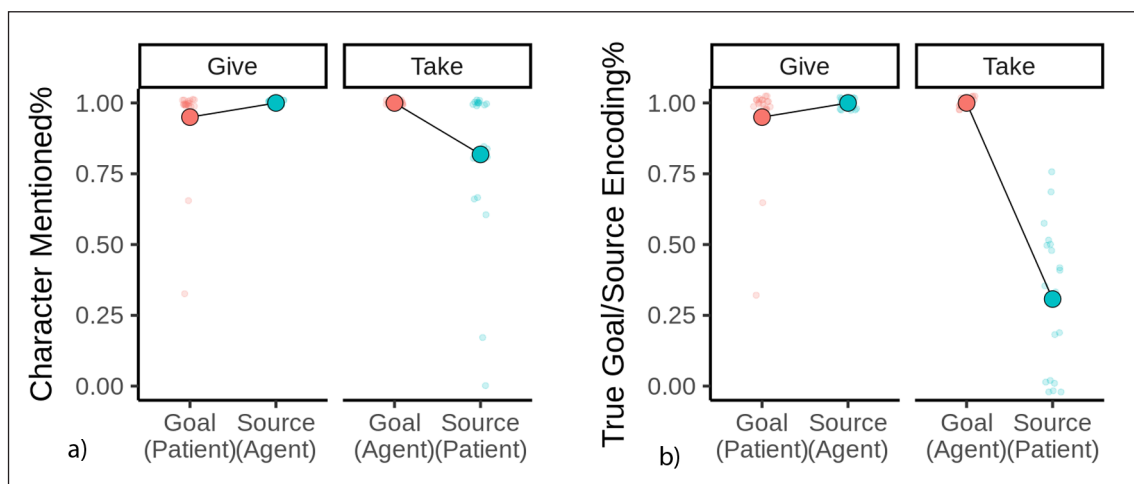 Character Mentioned%
Give
Take
1.00
0.75
0.50
0.25
0.00
Goal Source
(Patient)(Agent)
Goal Source
(Agent)(Patient)
a)
True Goal/Source Encoding%
Give
Take
1.00
0.75
0.50
0.25
0.00
Goal Source
(Patient)(Agent)
Goal Source
(Agent)(Patient)
b)